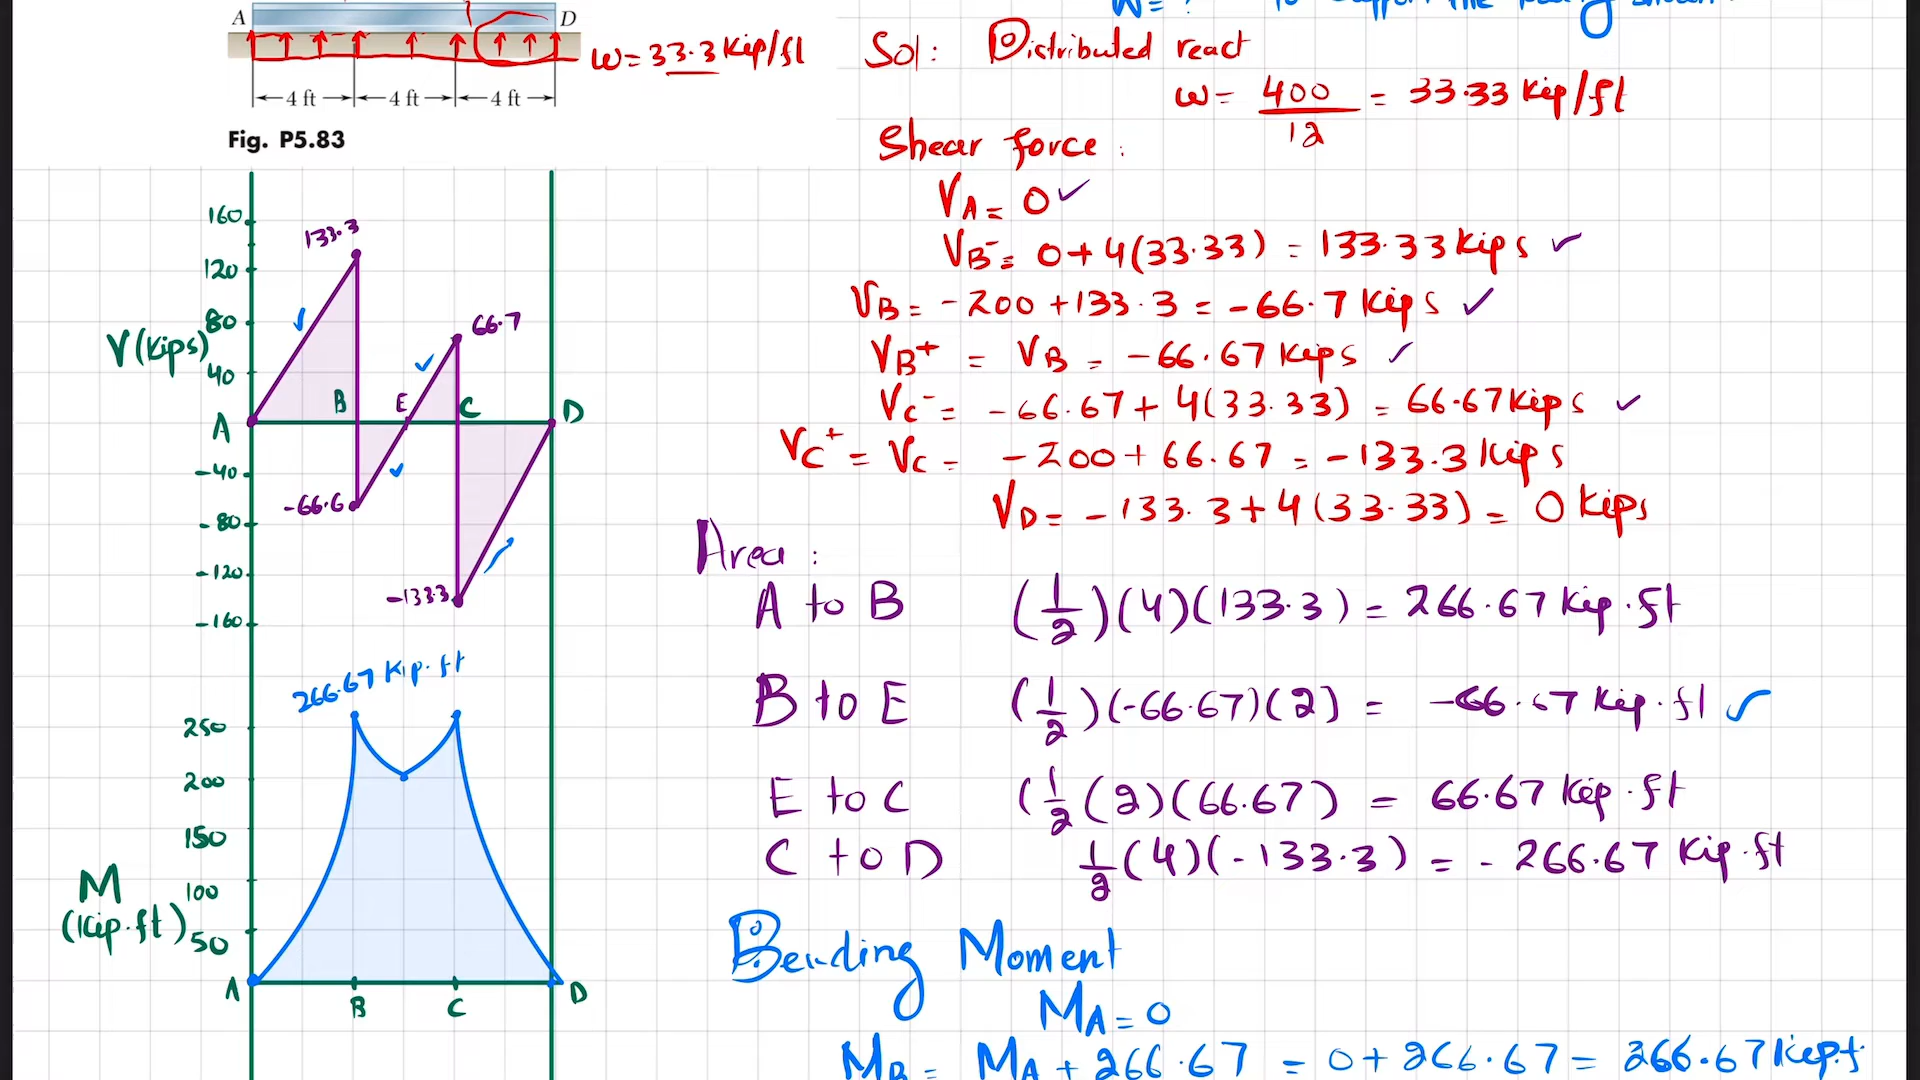 A
D
w = 33.3 Kip/ft
4 ft
4 ft
4 ft
Fig. P5.83
Sol: Distributed react
w = 400/12 = 33.33 Kip/ft
Shear force :
VA = 0 ✓
VB⁻ = 0 + 4(33.33) = 133.33 Kips ✓
VB = -200 + 133.3 = -66.7 Kips ✓
VB⁺ = VB = -66.67 Kips ✓
VC⁻ = -66.67 + 4(33.33) = 66.67 Kips ✓
VC⁺ = VC = -200 + 66.67 = -133.3 Kips
VD = -133.3 + 4(33.33) = 0 Kips
Area :
A to B (1/2)(4)(133.3) = 266.67 Kip.ft
B to E (1/2)(-66.67)(2) = -66.67 Kip.ft ✓
E to C (1/2(2)(66.67) = 66.67 Kip.ft
C to D 1/2(4)(-133.3) = -266.67 Kip.ft
Bending Moment
MA = 0
MB = MA + 266.67 = 0 + 266.67 = 266.67 Kip.ft
V(Kips)
160
120
80
40
-40
-80
-120
-160
133.3
66.7
-66.6
-133.3
A
B
E
C
D
266.67 Kip.ft
M
(Kip.ft)
250
200
150
100
50
A
B
C
D